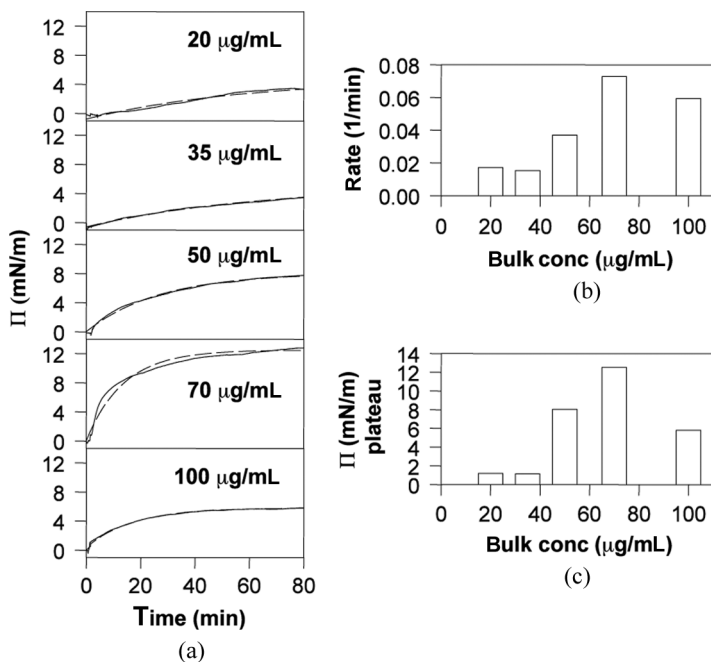 12
8
4
0
20 μg/mL
12
8
4
0
35 μg/mL
12
8
4
0
50 μg/mL
12
8
4
0
70 μg/mL
12
8
4
0
100 μg/mL
Π (mN/m)
0 20 40 60 80
Time (min)
(a)
0.08
0.06
0.04
0.02
0.00
Rate (1/min)
0 20 40 60 80 100
Bulk conc (μg/mL)
(b)
14
12
10
8
6
4
2
0
Π (mN/m)
plateau
0 20 40 60 80 100
Bulk conc (μg/mL)
(c)